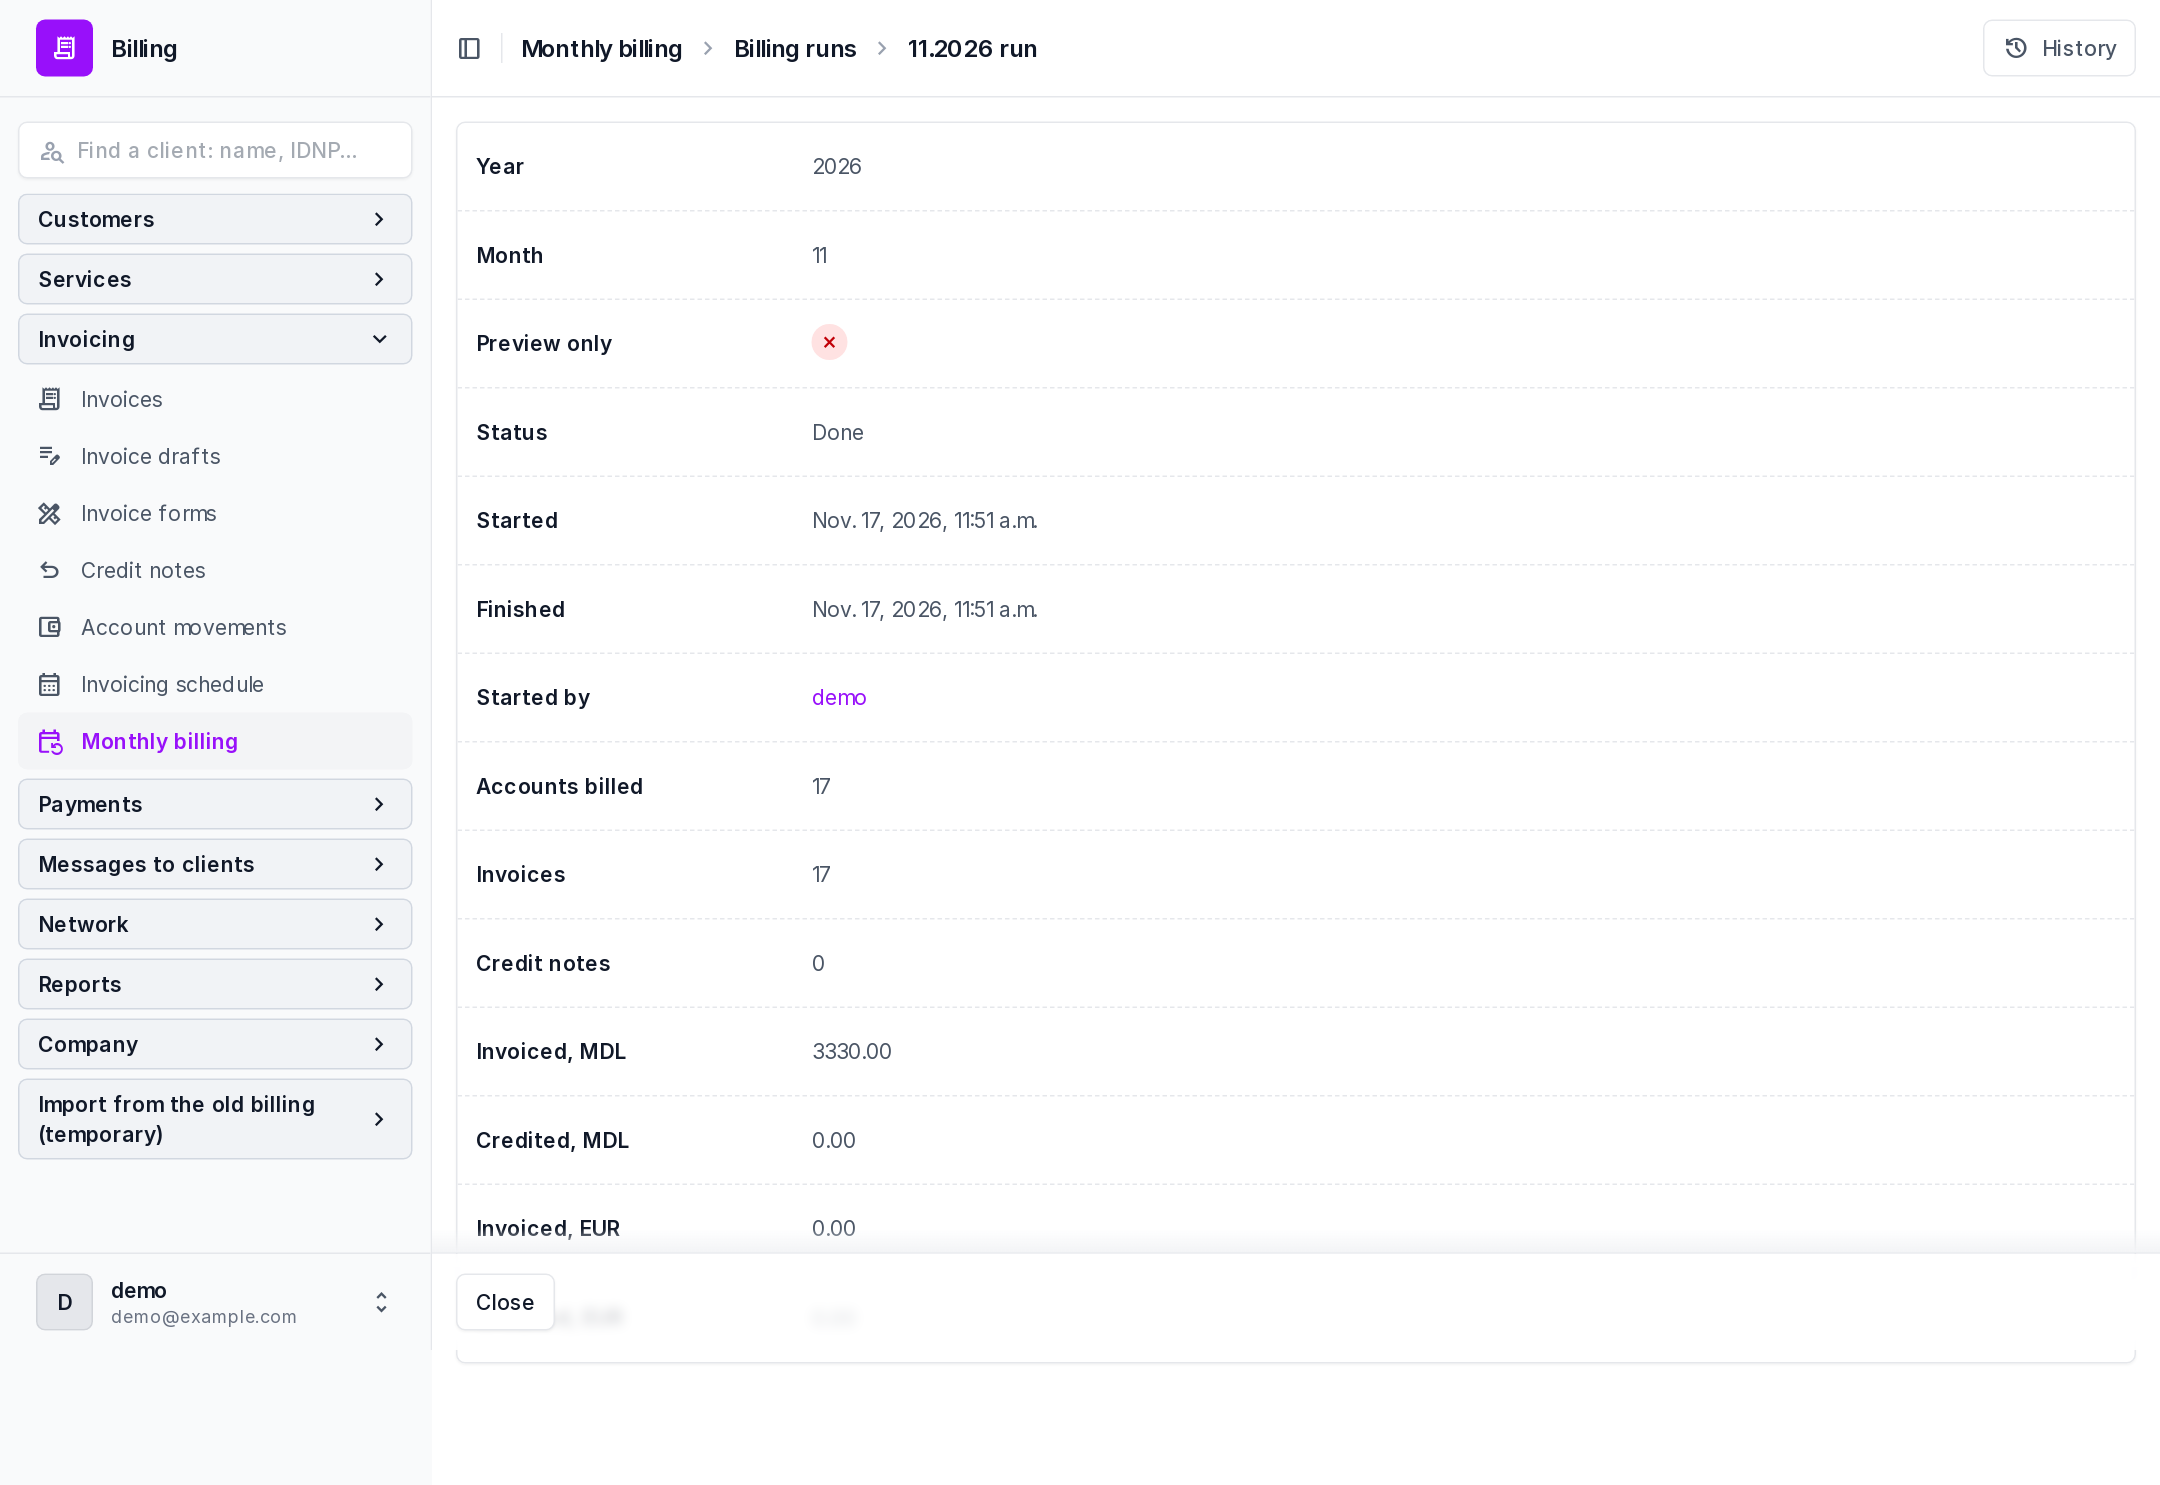 Billing
Monthly billing
Billing runs
11.2026 run
History
Find a client: name, IDNP...
Customers
Services
Invoicing
Invoices
Invoice drafts
Invoice forms
Credit notes
Account movements
Invoicing schedule
Monthly billing
Payments
Messages to clients
Network
Reports
Company
Import from the old billing
(temporary)
D
demo
demo@example.com
Year 2026
Month 11
Preview only
Status Done
Started Nov. 17, 2026, 11:51 a.m.
Finished Nov. 17, 2026, 11:51 a.m.
Started by demo
Accounts billed 17
Invoices 17
Credit notes 0
Invoiced, MDL 3330.00
Credited, MDL 0.00
Invoiced, EUR 0.00
Close